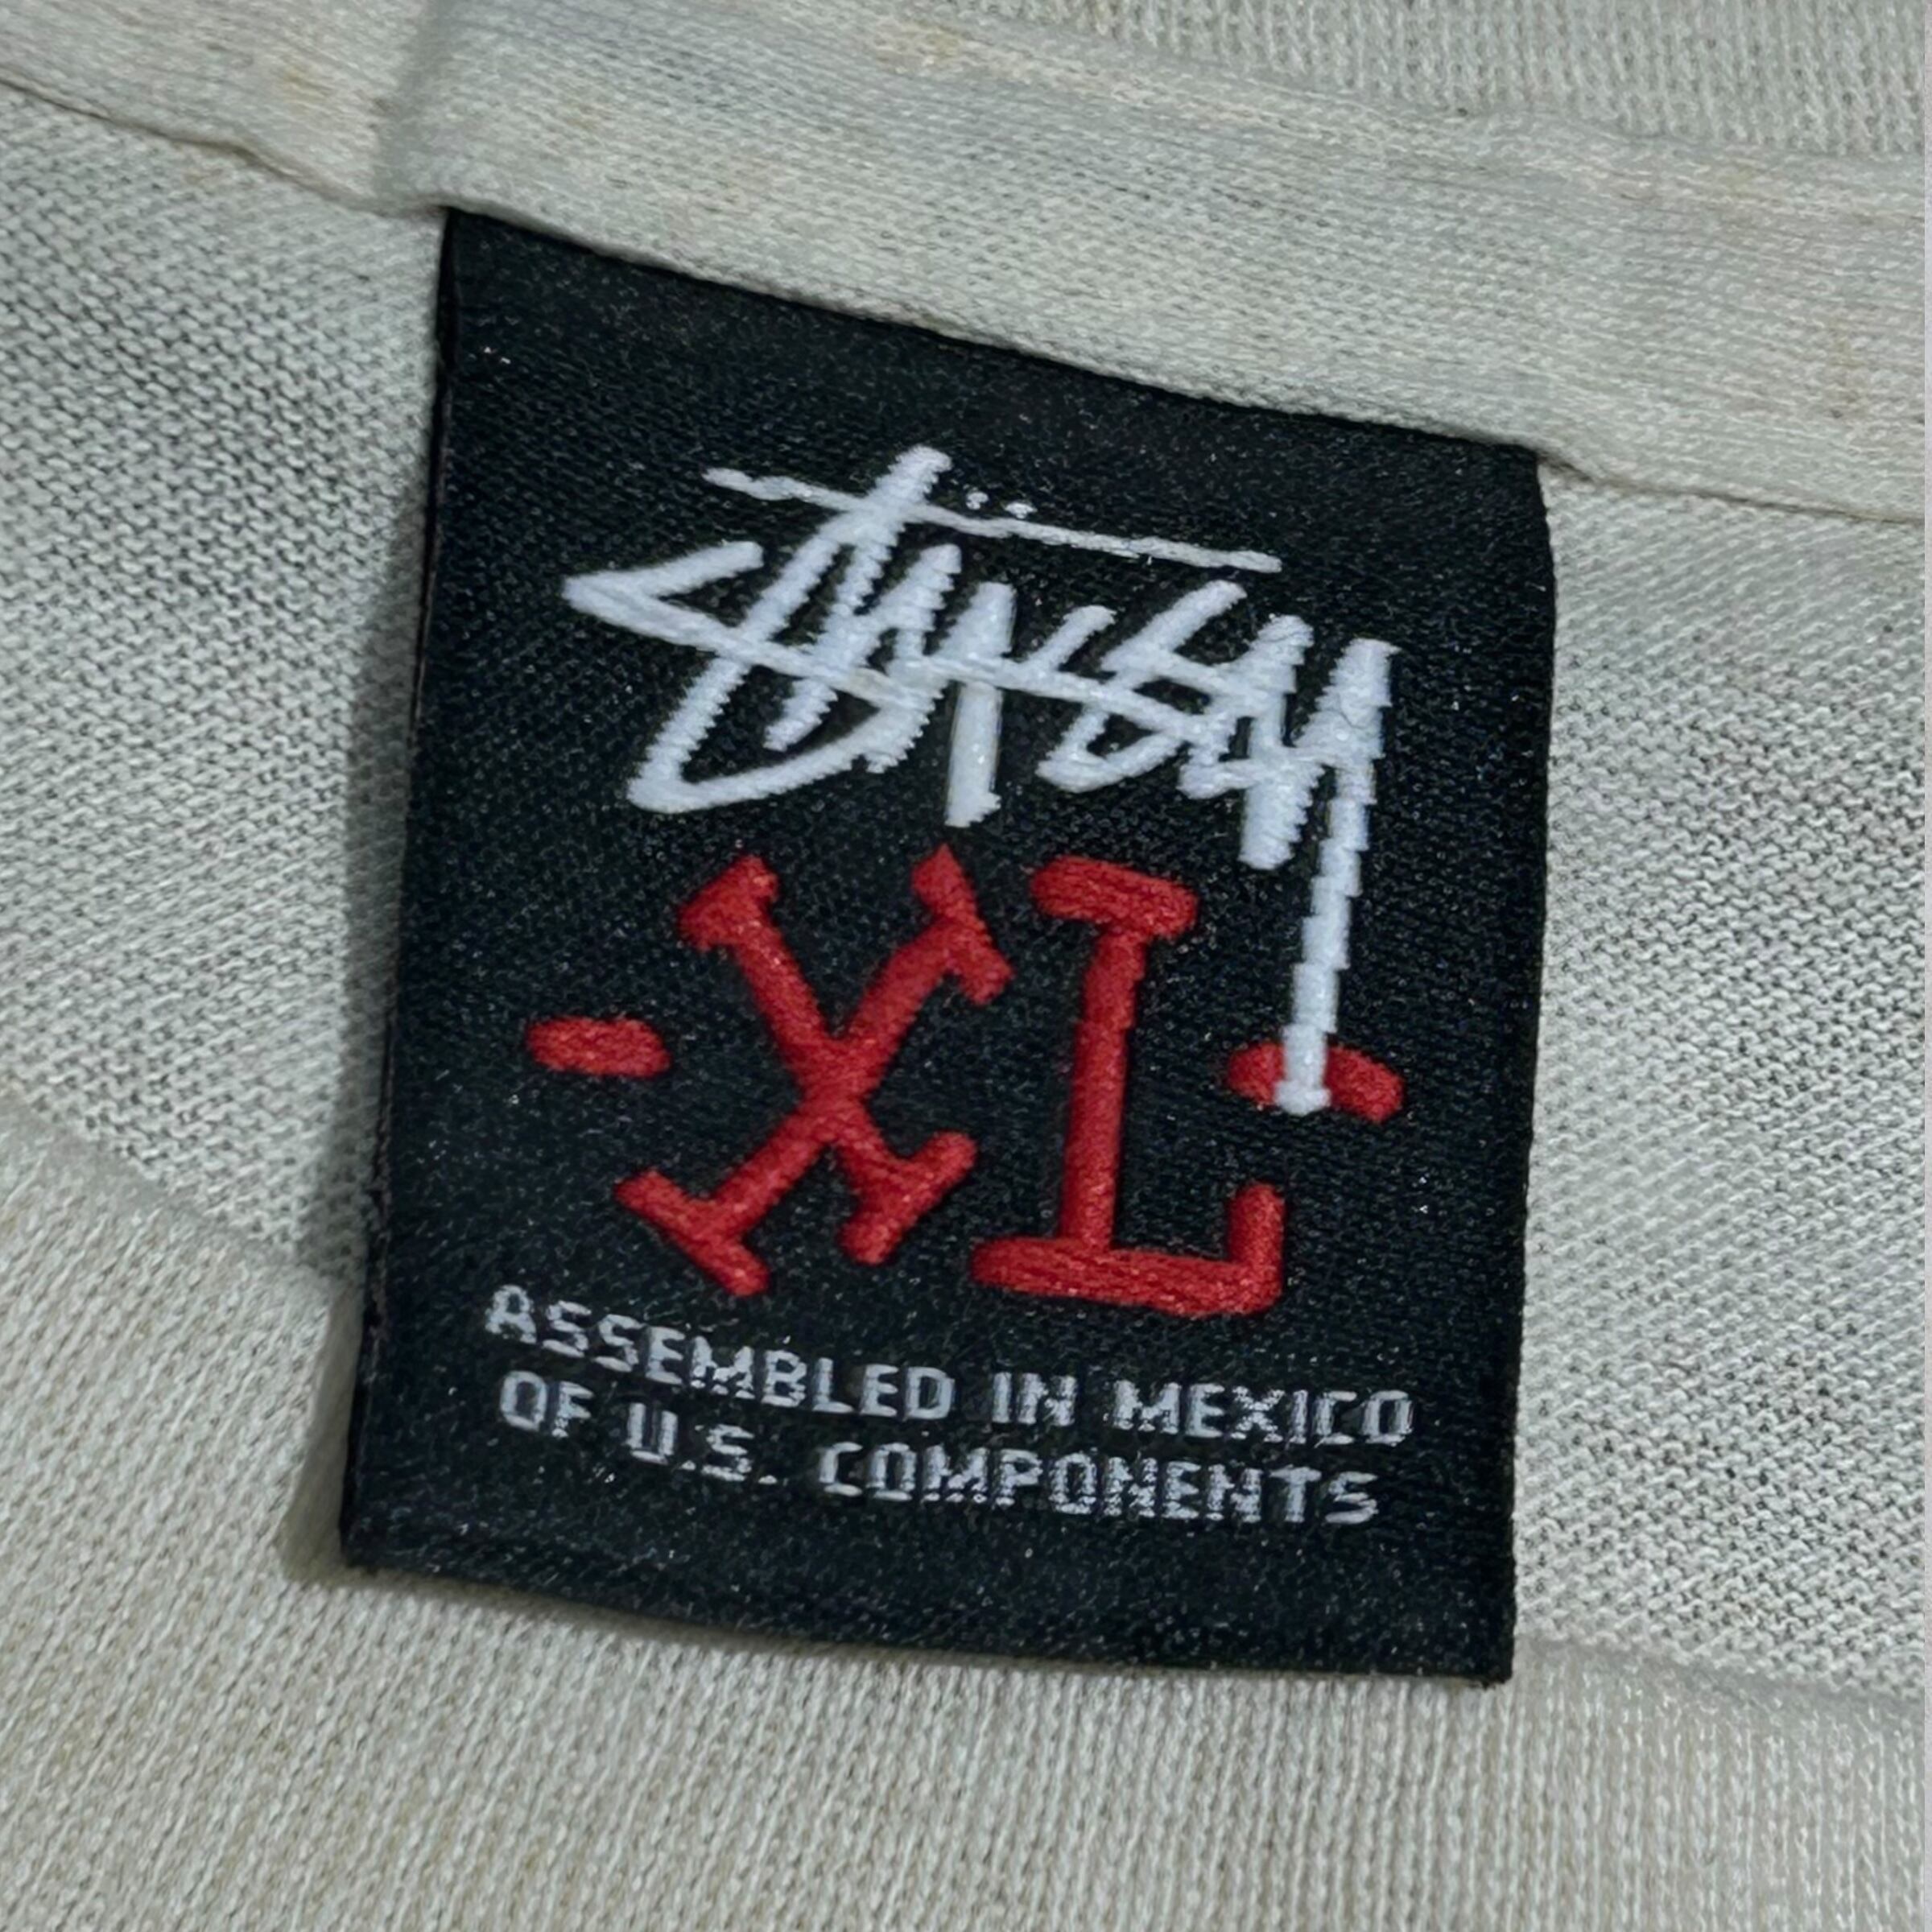 Stüssy
-XL-
ASSEMBLED IN MEXICO
OF U.S. COMPONENTS